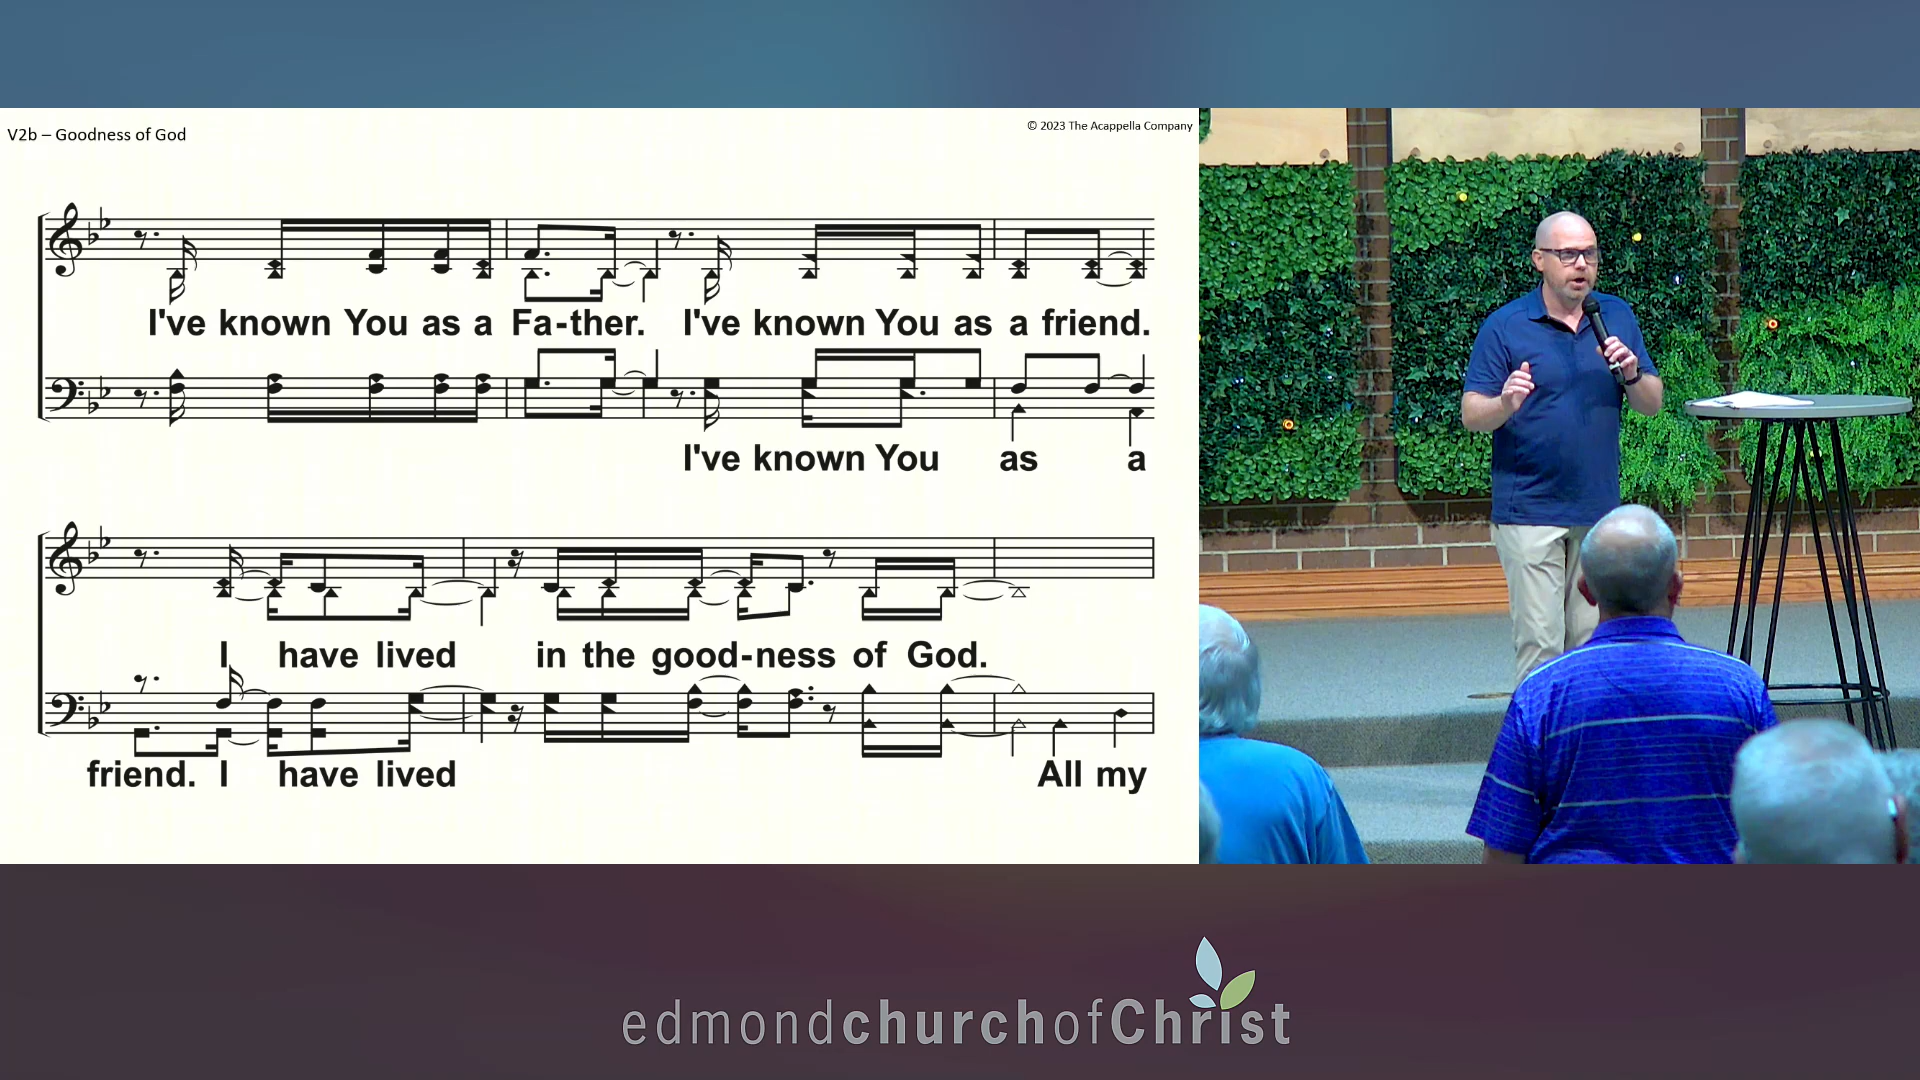 V2b – Goodness of God
© 2023 The Acappella Company
I've known You as a Fa-ther. I've known You as a friend.
I've known You as a
I have lived in the good-ness of God.
friend. I have lived All my
edmondchurchofChrist